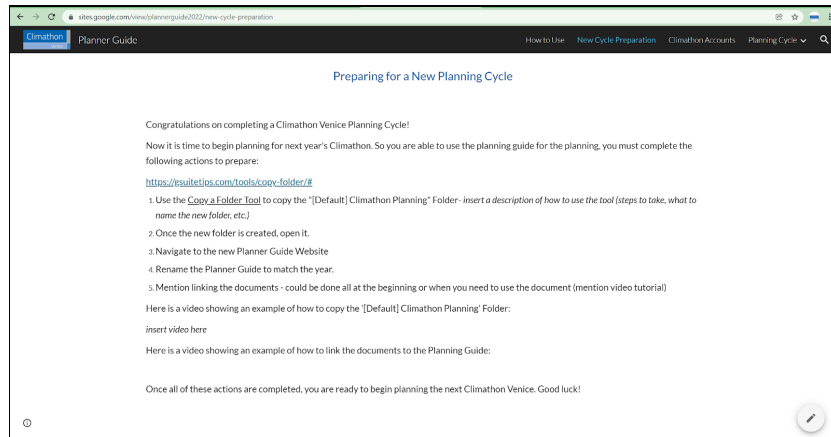 sites.google.com/view/plannerguide2022/new-cycle-preparation
Climathon
Planner Guide
How to Use New Cycle Preparation Climathon Accounts Planning Cycle
Preparing for a New Planning Cycle
Congratulations on completing a Climathon Venice Planning Cycle!
Now it is time to begin planning for next year's Climathon. So you are able to use the planning guide for the planning, you must complete the
following actions to prepare:
https://gsuitetips.com/tools/copy-folder/#
1. Use the Copy a Folder Tool to copy the "[Default] Climathon Planning" Folder- insert a description of how to use the tool (steps to take, what to
name the new folder, etc.)
2. Once the new folder is created, open it.
3. Navigate to the new Planner Guide Website
4. Rename the Planner Guide to match the year.
5. Mention linking the documents - could be done all at the beginning or when you need to use the document (mention video tutorial)
Here is a video showing an example of how to copy the '[Default] Climathon Planning' Folder:
insert video here
Here is a video showing an example of how to link the documents to the Planning Guide:
Once all of these actions are completed, you are ready to begin planning the next Climathon Venice. Good luck!